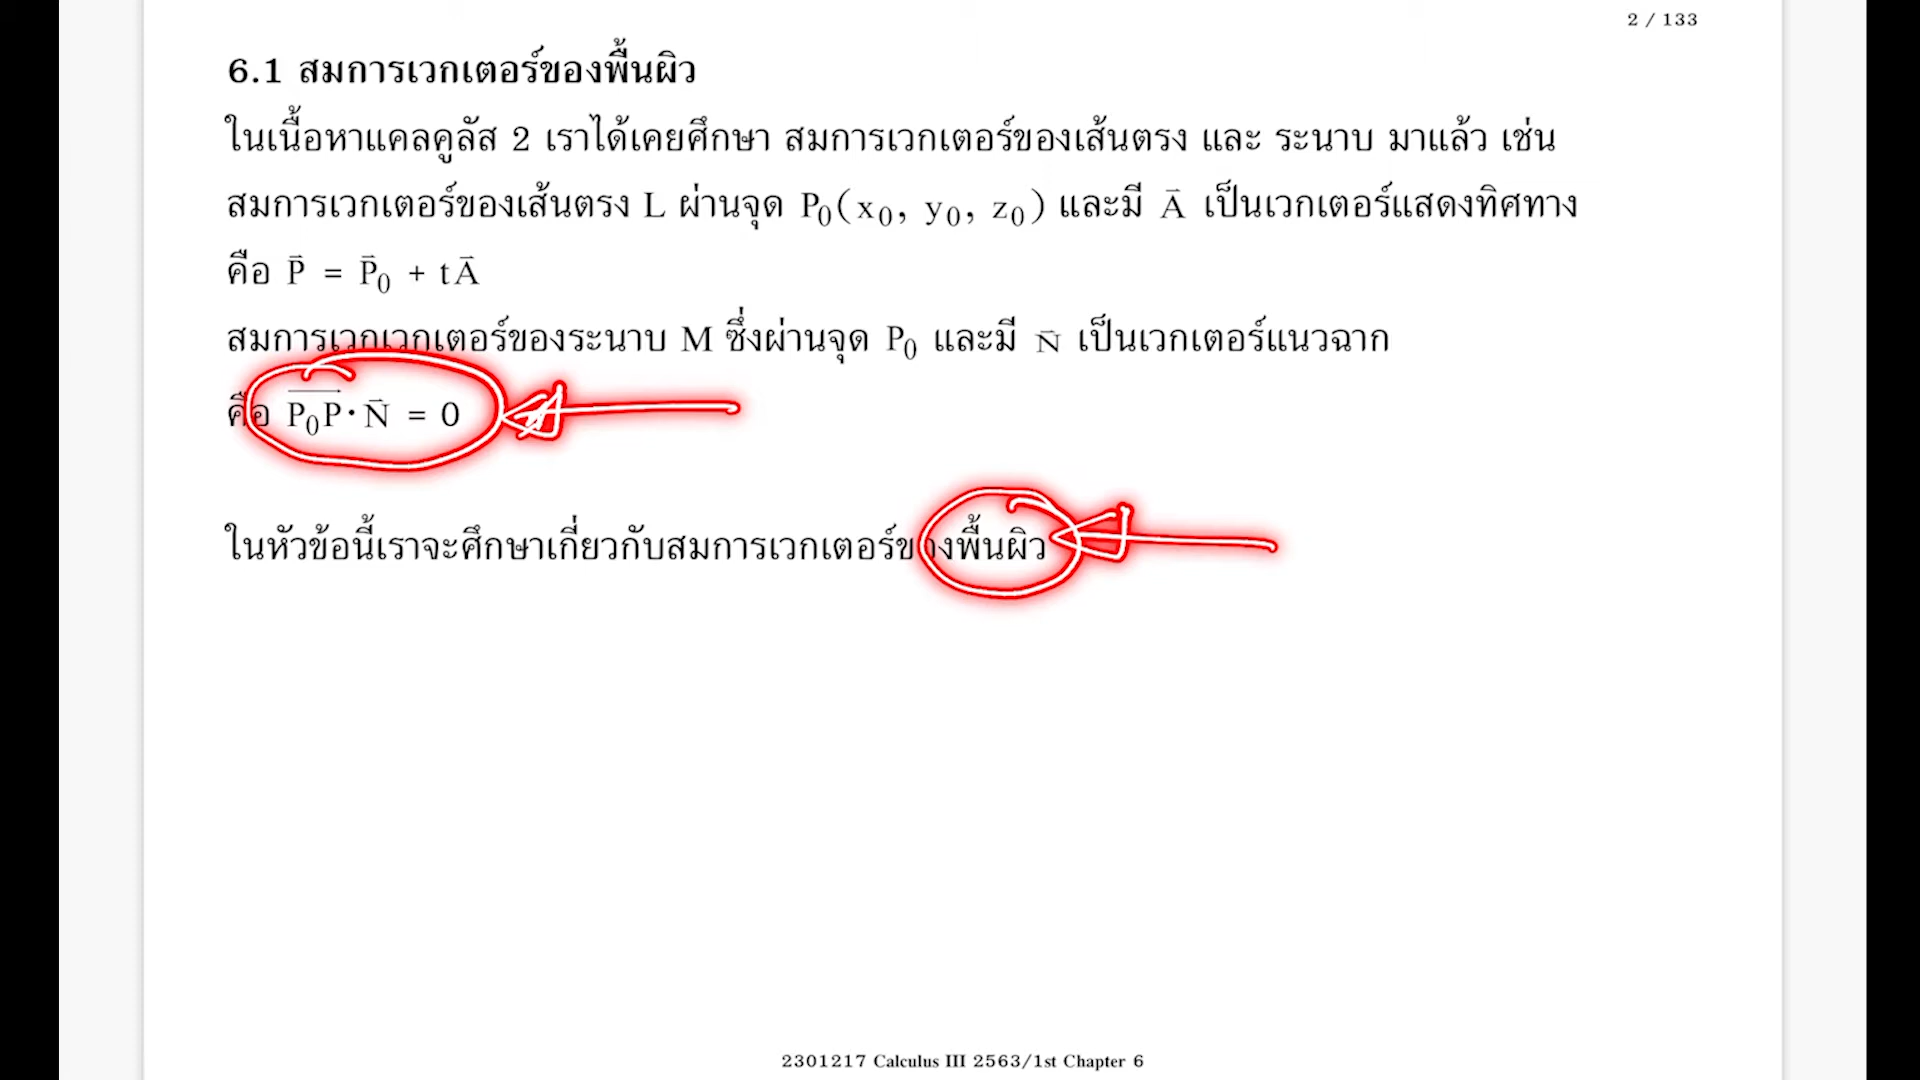 2 / 133
6.1 สมการเวกเตอร์ของพื้นผิว
ในเนื้อหาแคลคูลัส 2 เราได้เคยศึกษา สมการเวกเตอร์ของเส้นตรง และ ระนาบ มาแล้ว เช่น
สมการเวกเตอร์ของเส้นตรง L ผ่านจุด P₀(x₀, y₀, z₀) และมี A⃗ เป็นเวกเตอร์แสดงทิศทาง
คือ P⃗ = P⃗₀ + tA⃗
สมการเวกเวกเตอร์ของระนาบ M ซึ่งผ่านจุด P₀ และมี N⃗ เป็นเวกเตอร์แนวฉาก
คือ P₀P⃗ · N⃗ = 0
ในหัวข้อนี้เราจะศึกษาเกี่ยวกับสมการเวกเตอร์ของพื้นผิว
2301217 Calculus III 2563/1st Chapter 6